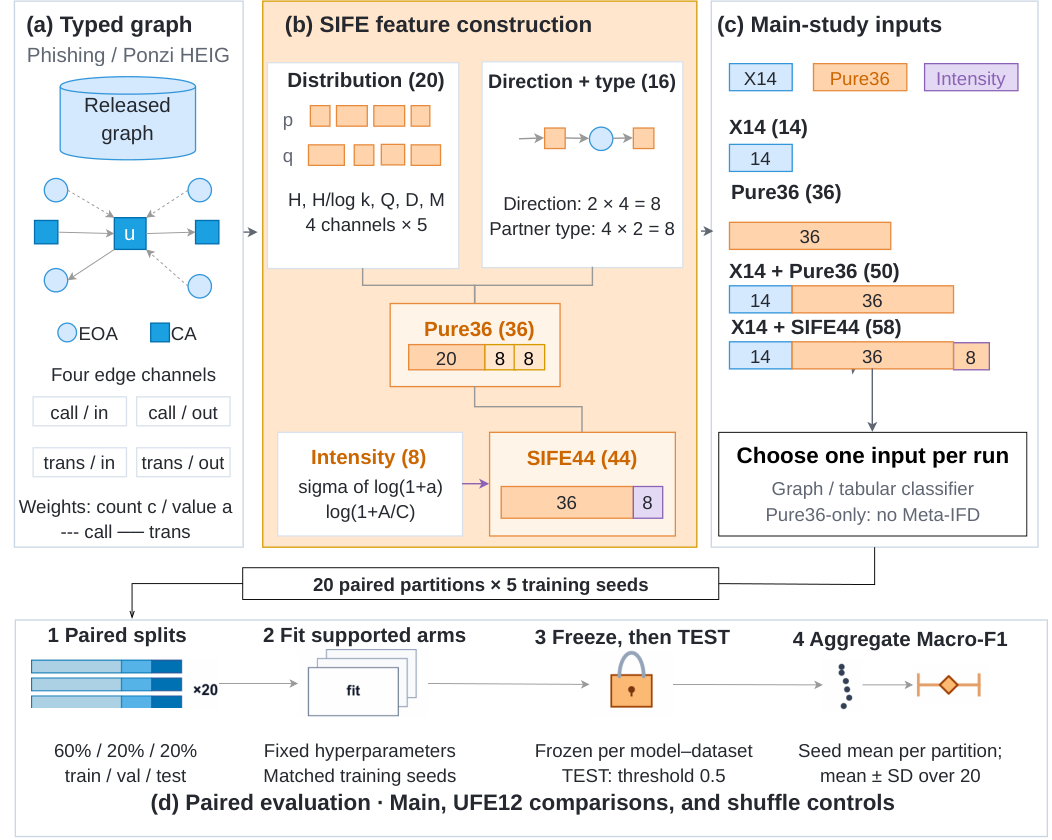 (a) Typed graph
Phishing / Ponzi HEIG
Released
graph
u
EOA
CA
Four edge channels
call / in
call / out
trans / in
trans / out
Weights: count c / value a
--- call — trans
(b) SIFE feature construction
Distribution (20)
p
q
H, H/log k, Q, D, M
4 channels × 5
Direction + type (16)
Direction: 2 × 4 = 8
Partner type: 4 × 2 = 8
Pure36 (36)
20 8 8
Intensity (8)
sigma of log(1+a)
log(1+A/C)
SIFE44 (44)
36 8
(c) Main-study inputs
X14 Pure36 Intensity
X14 (14)
14
Pure36 (36)
36
X14 + Pure36 (50)
14 36
X14 + SIFE44 (58)
14 36 8
Choose one input per run
Graph / tabular classifier
Pure36-only: no Meta-IFD
20 paired partitions × 5 training seeds
1 Paired splits
×20
60% / 20% / 20%
train / val / test
2 Fit supported arms
fit
Fixed hyperparameters
Matched training seeds
3 Freeze, then TEST
Frozen per model–dataset
TEST: threshold 0.5
4 Aggregate Macro-F1
Seed mean per partition;
mean ± SD over 20
(d) Paired evaluation · Main, UFE12 comparisons, and shuffle controls